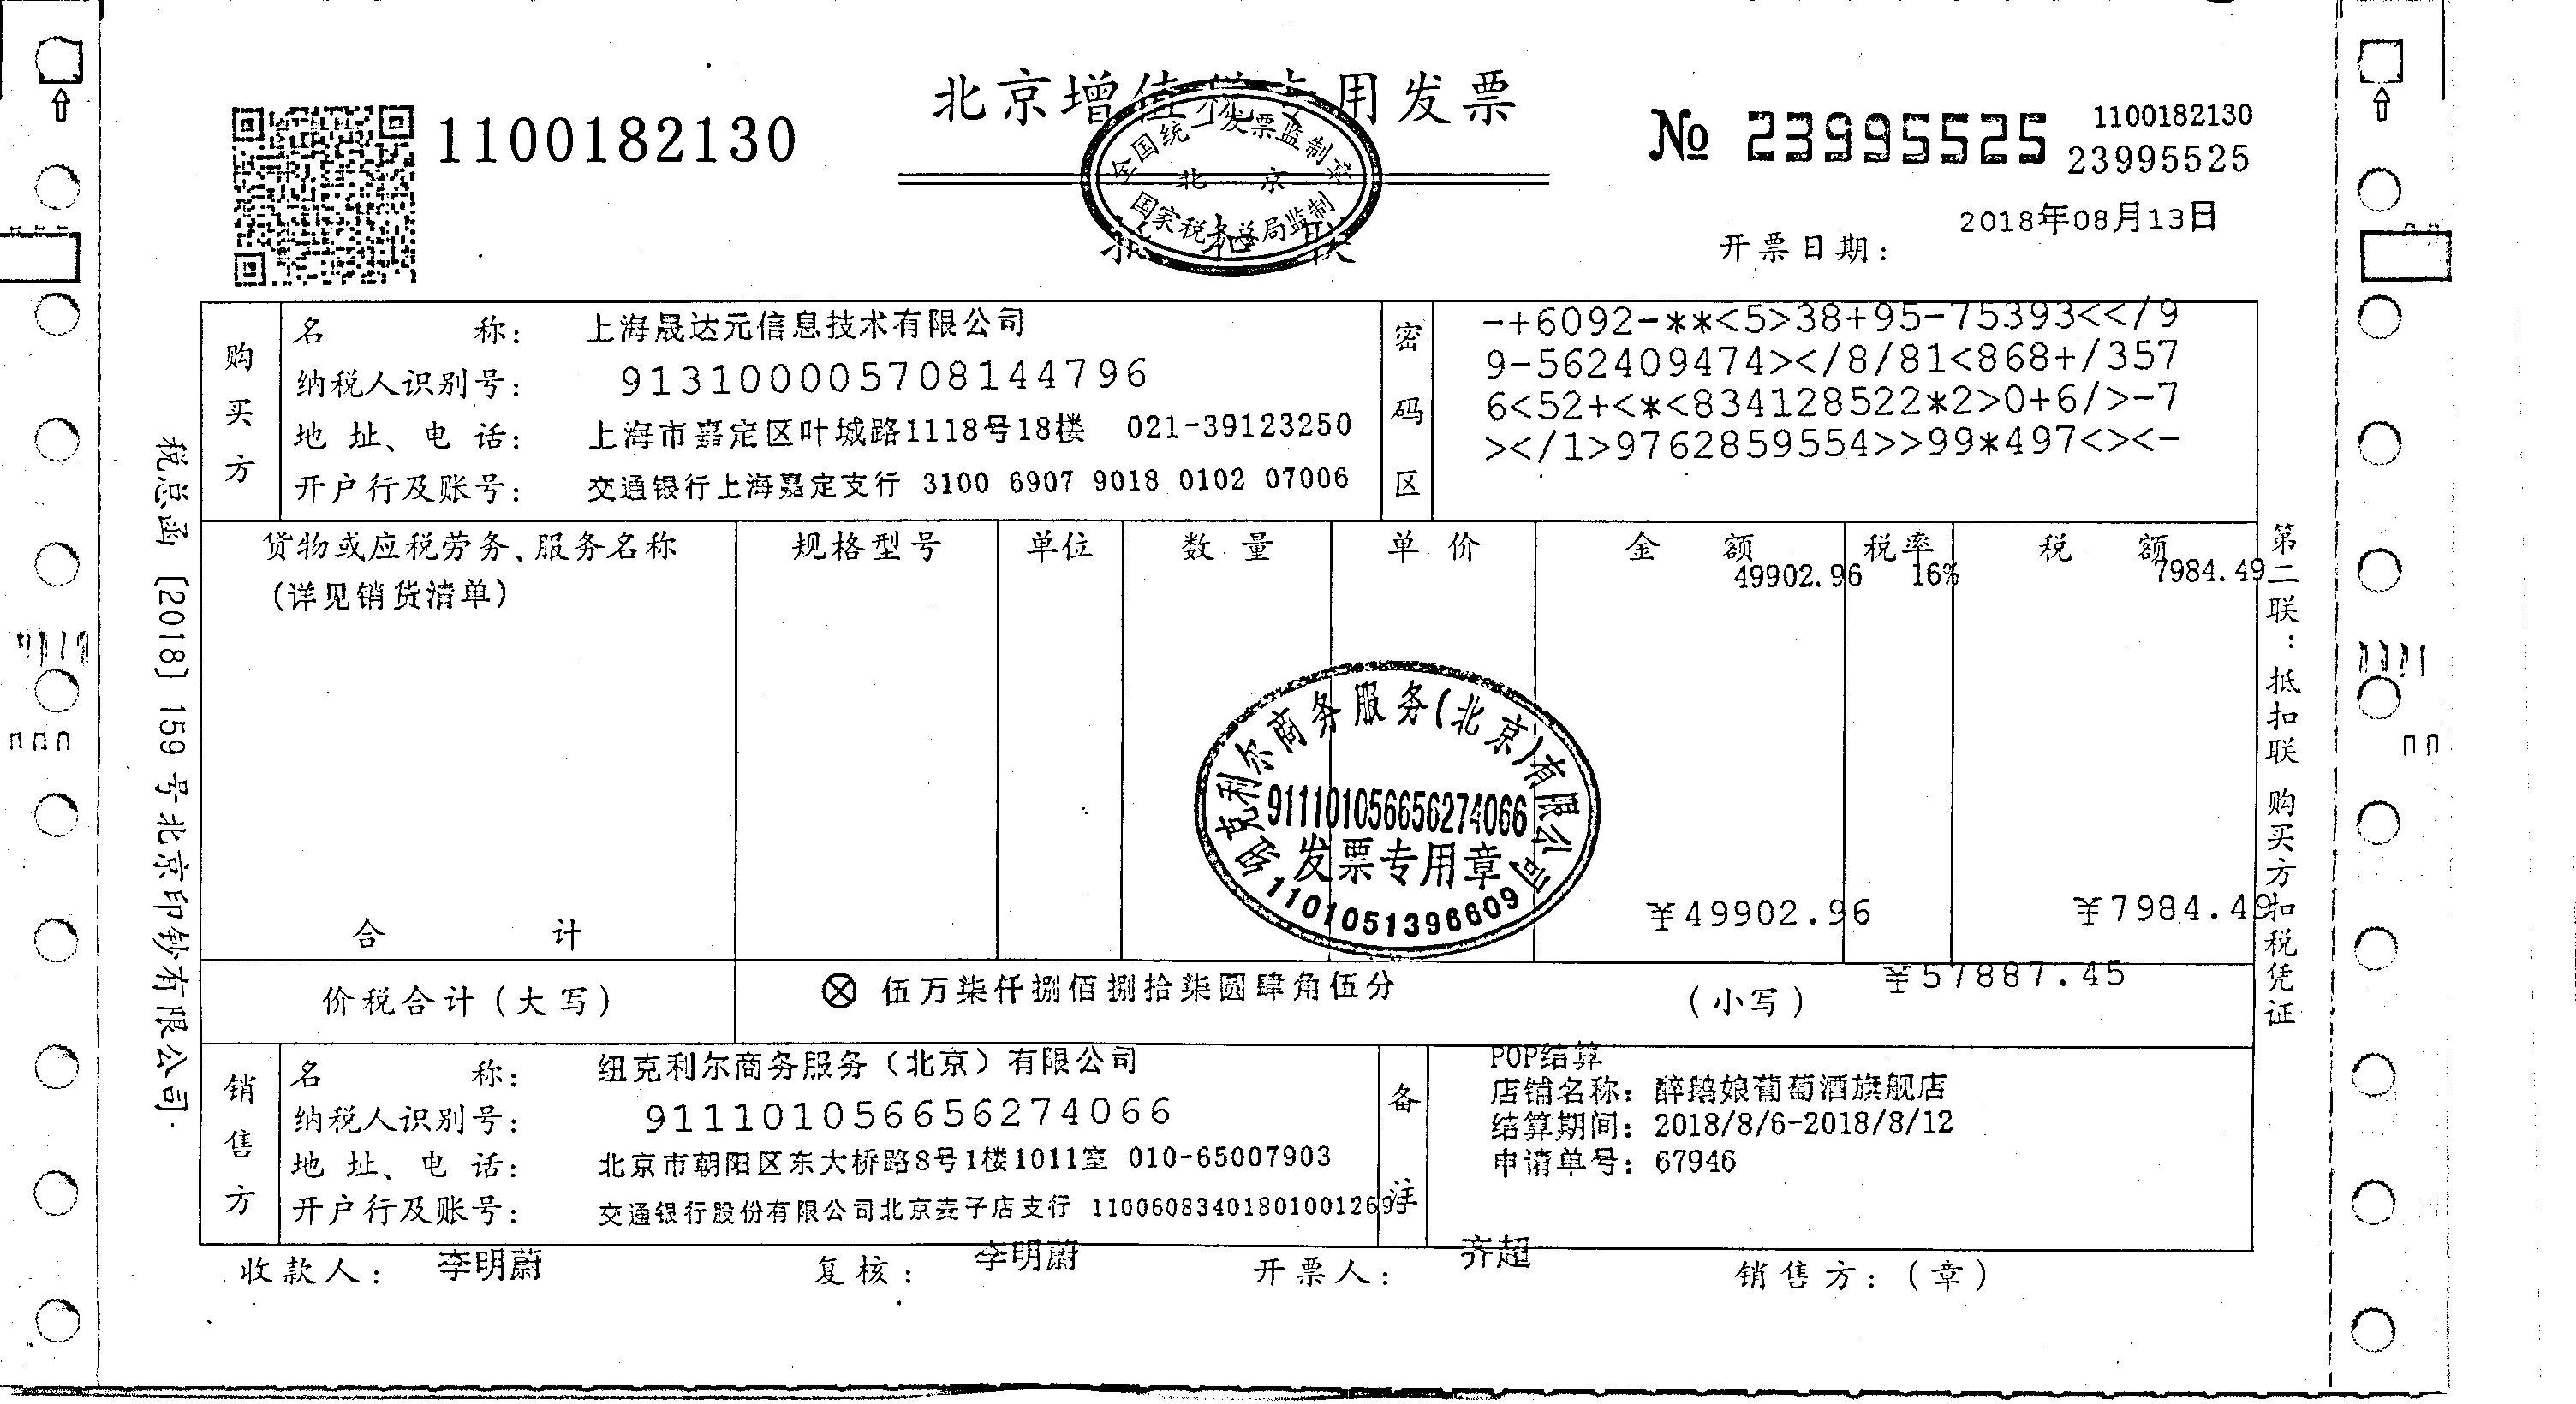 北京增值税专用发票
1100182130
№ 23995525
1100182130
23995525
全国统一发票监制章
北京
国家税务总局监制
抵扣联
开票日期：
2018年08月13日
购买方
名称：上海晟达元信息技术有限公司
纳税人识别号：913100005708144796
地址、电话：上海市嘉定区叶城路1118号18楼 021-39123250
开户行及账号：交通银行上海嘉定支行 3100 6907 9018 0102 07006
密码区
-+6092-**<5>38+95-75393<</9
9-562409474></8/81<868+/357
6<52+<*<834128522*2>0+6/>-7
></1>9762859554>>99*497<><-
货物或应税劳务、服务名称 规格型号 单位 数量 单价 金额 税率 税额
(详见销货清单) 49902.96 16% 7984.49
合计 ￥49902.96 ￥7984.49
价税合计（大写） ⊗ 伍万柒仟捌佰捌拾柒圆肆角伍分 （小写） ￥57887.45
纽克利尔商务服务(北京)有限公司
911101056656274066
发票专用章
1101051396609
销售方
名称：纽克利尔商务服务（北京）有限公司
纳税人识别号：911101056656274066
地址、电话：北京市朝阳区东大桥路8号1楼1011室 010-65007903
开户行及账号：交通银行股份有限公司北京麦子店支行 110060834018010012695
备注
POP结算
店铺名称：醉鹅娘葡萄酒旗舰店
结算期间：2018/8/6-2018/8/12
申请单号：67946
收款人：李明蔚 复核：李明蔚 开票人：齐超 销售方：（章）
税总函〔2018〕159号北京印钞有限公司
第二联：抵扣联 购买方扣税凭证